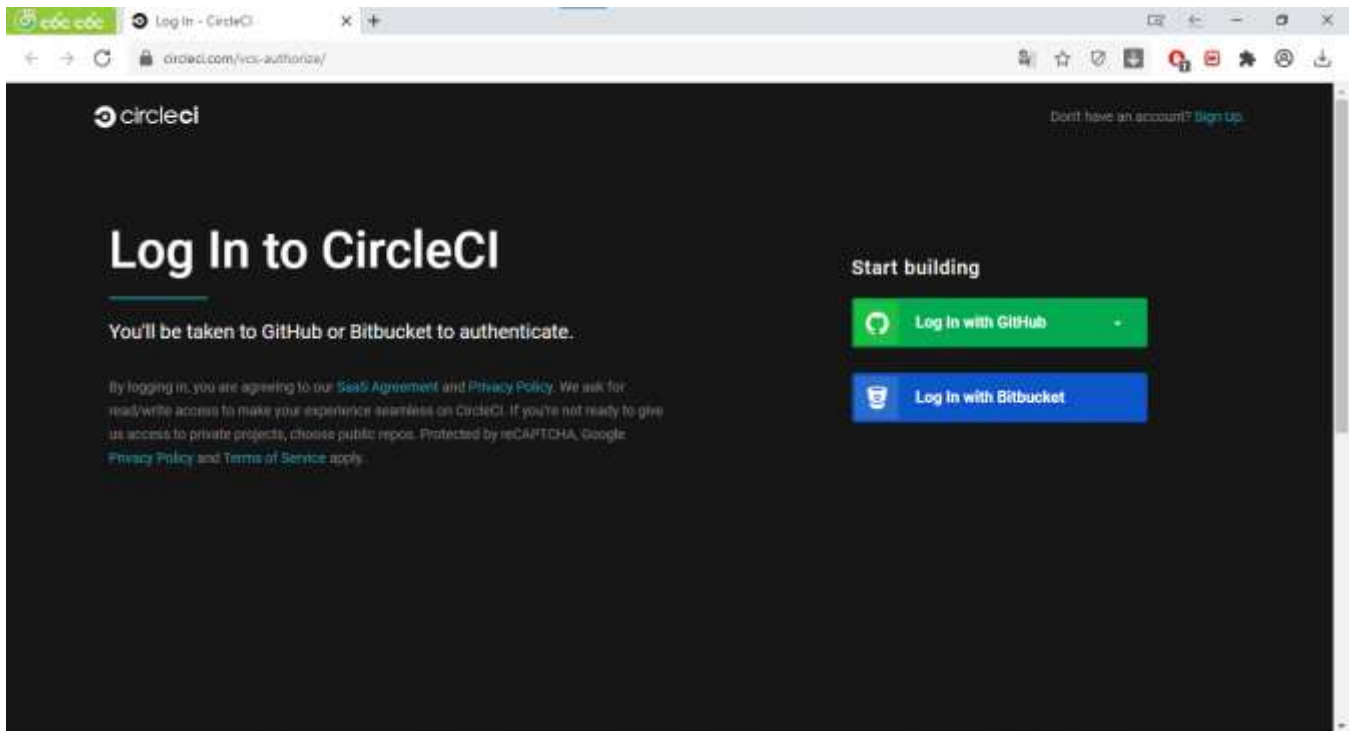 cốc cốc
Log In - CircleCI
circleci.com/vcs-authorize/
circleci
Don't have an account? Sign Up.
Log In to CircleCI
You'll be taken to GitHub or Bitbucket to authenticate.
By logging in, you are agreeing to our SaaS Agreement and Privacy Policy. We ask for
read/write access to make your experience seamless on CircleCI. If you're not ready to give
us access to private projects, choose public repos. Protected by reCAPTCHA, Google
Privacy Policy and Terms of Service apply.
Start building
Log In with GitHub
Log In with Bitbucket